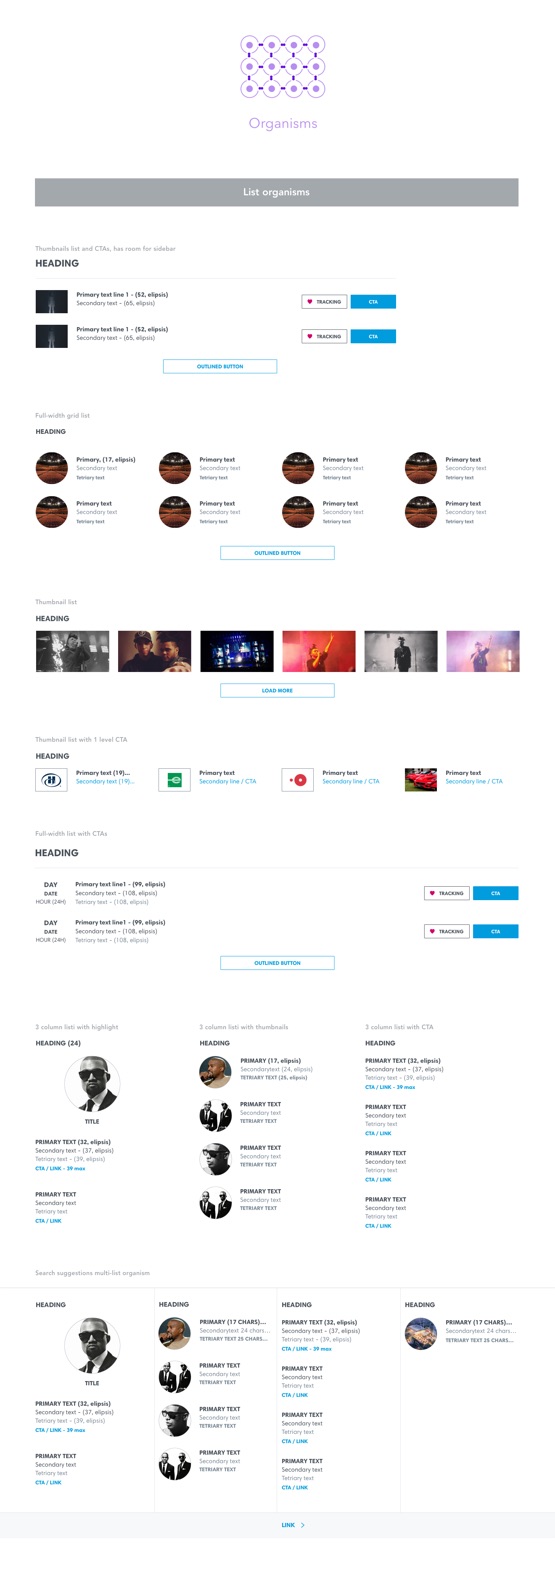 Organisms
List organisms
Thumbnails list and CTAs, has room for sidebar
HEADING
Primary text line 1 - (52, elipsis)
Secondary text - (65, elipsis)
TRACKING
CTA
Primary text line 1 - (52, elipsis)
Secondary text - (65, elipsis)
TRACKING
CTA
OUTLINED BUTTON
Full-width grid list
HEADING
Primary, (17, elipsis)
Secondary text
Tetriary text
Primary text
Secondary text
Tetriary text
Primary text
Secondary text
Tetriary text
Primary text
Secondary text
Tetriary text
Primary text
Secondary text
Tetriary text
Primary text
Secondary text
Tetriary text
Primary text
Secondary text
Tetriary text
Primary text
Secondary text
Tetriary text
OUTLINED BUTTON
Thumbnail list
HEADING
LOAD MORE
Thumbnail list with 1 level CTA
HEADING
Primary text (19)...
Secondary text (19)...
Primary text
Secondary line / CTA
Primary text
Secondary line / CTA
Primary text
Secondary line / CTA
Full-width list with CTAs
HEADING
DAY
DATE
HOUR (24H)
Primary text line1 - (99, elipsis)
Secondary text - (108, elipsis)
Tetriary text - (108, elipsis)
TRACKING
CTA
DAY
DATE
HOUR (24H)
Primary text line1 - (99, elipsis)
Secondary text - (108, elipsis)
Tetriary text - (108, elipsis)
TRACKING
CTA
OUTLINED BUTTON
3 column listi with highlight
HEADING (24)
TITLE
PRIMARY TEXT (32, elipsis)
Secondary text - (37, elipsis)
Tetriary text - (39, elipsis)
CTA / LINK - 39 max
PRIMARY TEXT
Secondary text
Tetriary text
CTA / LINK
3 column listi with thumbnails
HEADING
PRIMARY (17, elipsis)
Secondarytext (24, elipsis)
TETRIARY TEXT (25, elipsis)
PRIMARY TEXT
Secondary text
TETRIARY TEXT
PRIMARY TEXT
Secondary text
TETRIARY TEXT
PRIMARY TEXT
Secondary text
TETRIARY TEXT
3 column listi with CTA
HEADING
PRIMARY TEXT (32, elipsis)
Secondary text - (37, elipsis)
Tetriary text - (39, elipsis)
CTA / LINK - 39 max
PRIMARY TEXT
Secondary text
Tetriary text
CTA / LINK
PRIMARY TEXT
Secondary text
Tetriary text
CTA / LINK
PRIMARY TEXT
Secondary text
Tetriary text
CTA / LINK
Search suggestions multi-list organism
HEADING
TITLE
PRIMARY TEXT (32, elipsis)
Secondary text - (37, elipsis)
Tetriary text - (39, elipsis)
CTA / LINK - 39 max
PRIMARY TEXT
Secondary text
Tetriary text
CTA / LINK
HEADING
PRIMARY (17 CHARS)...
Secondarytext 24 chars...
TETRIARY TEXT 25 CHARS...
PRIMARY TEXT
Secondary text
TETRIARY TEXT
PRIMARY TEXT
Secondary text
TETRIARY TEXT
PRIMARY TEXT
Secondary text
TETRIARY TEXT
HEADING
PRIMARY TEXT (32, elipsis)
Secondary text - (37, elipsis)
Tetriary text - (39, elipsis)
CTA / LINK - 39 max
PRIMARY TEXT
Secondary text
Tetriary text
CTA / LINK
PRIMARY TEXT
Secondary text
Tetriary text
CTA / LINK
PRIMARY TEXT
Secondary text
Tetriary text
CTA / LINK
HEADING
PRIMARY (17 CHARS)...
Secondarytext 24 chars...
TETRIARY TEXT 25 CHARS...
LINK